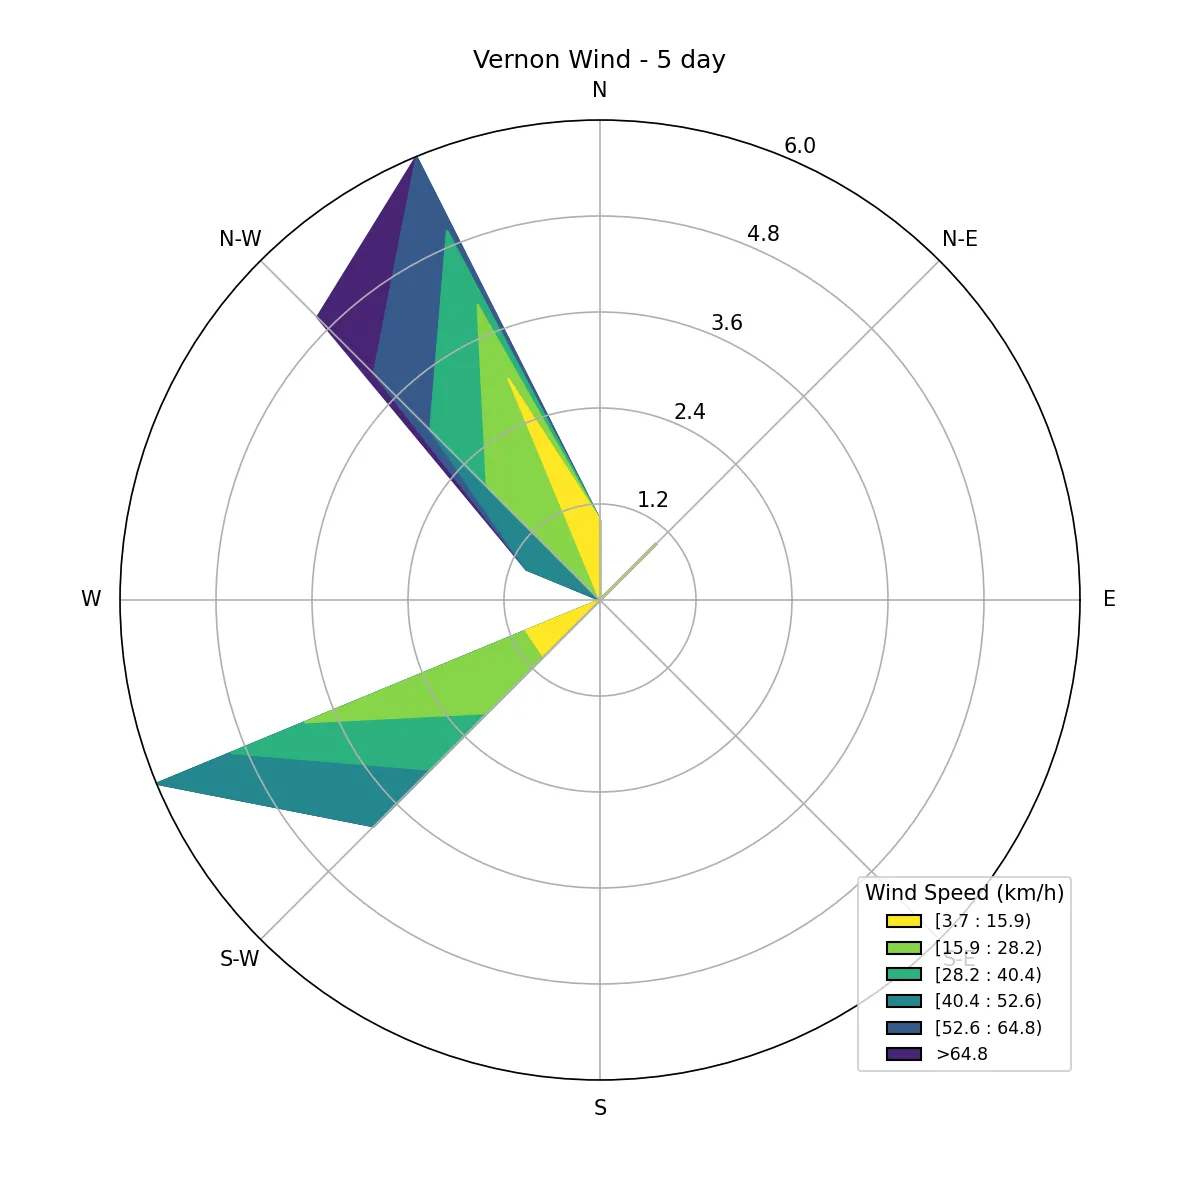 Vernon Wind - 5 day
N
6.0
N-W
4.8
N-E
3.6
2.4
1.2
W
E
S-W
S-E
S
Wind Speed (km/h)
[3.7 : 15.9)
[15.9 : 28.2)
[28.2 : 40.4)
[40.4 : 52.6)
[52.6 : 64.8)
>64.8